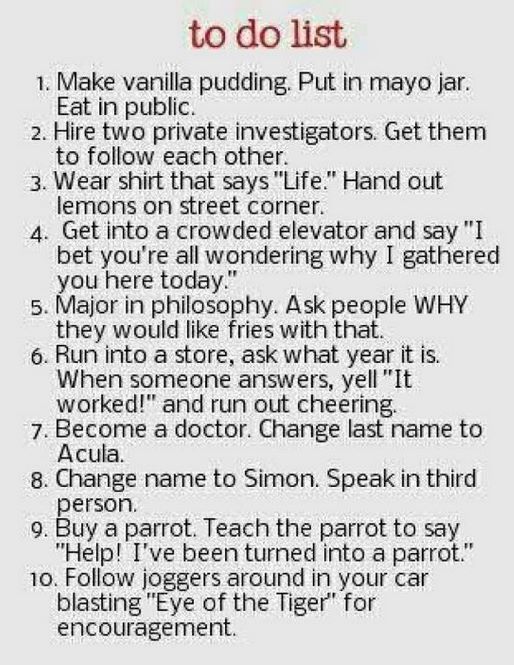 to do list
1. Make vanilla pudding. Put in mayo jar.
Eat in public.
2. Hire two private investigators. Get them
to follow each other.
3. Wear shirt that says "Life." Hand out
lemons on street corner.
4. Get into a crowded elevator and say "I
bet you're all wondering why I gathered
you here today."
5. Major in philosophy. Ask people WHY
they would like fries with that.
6. Run into a store, ask what year it is.
When someone answers, yell "It
worked!" and run out cheering.
7. Become a doctor. Change last name to
Acula.
8. Change name to Simon. Speak in third
person.
9. Buy a parrot. Teach the parrot to say
"Help! I've been turned into a parrot."
10. Follow joggers around in your car
blasting "Eye of the Tiger" for
encouragement.